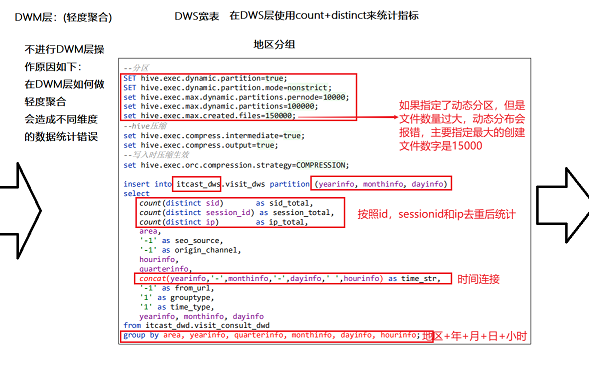 DWM层：(轻度聚合)
不进行DWM层操
作原因如下：
在DWM层如何做
轻度聚合
会造成不同维度
的数据统计错误
DWS宽表 在DWS层使用count+distinct来统计指标
地区分组
--分区
SET hive.exec.dynamic.partition=true;
SET hive.exec.dynamic.partition.mode=nonstrict;
set hive.exec.max.dynamic.partitions.pernode=10000;
set hive.exec.max.dynamic.partitions=100000;
set hive.exec.max.created.files=150000;
--hive压缩
set hive.exec.compress.intermediate=true;
set hive.exec.compress.output=true;
--写入时压缩生效
set hive.exec.orc.compression.strategy=COMPRESSION;
insert into itcast_dws.visit_dws partition (yearinfo, monthinfo, dayinfo)
select
count(distinct sid) as sid_total,
count(distinct session_id) as session_total,
count(distinct ip) as ip_total,
area,
'-1' as seo_source,
'-1' as origin_channel,
hourinfo,
quarterinfo,
concat(yearinfo,'-',monthinfo,'-',dayinfo,' ',hourinfo) as time_str,
'-1' as from_url,
'1' as grouptype,
'1' as time_type,
yearinfo, monthinfo, dayinfo
from itcast_dwd.visit_consult_dwd
group by area, yearinfo, quarterinfo, monthinfo, dayinfo, hourinfo;
如果指定了动态分区，但是
文件数量过大，动态分布会
报错，主要指定最大的创建
文件数字是15000
按照id，sessionid和ip去重后统计
时间连接
地区+年+月+日+小时